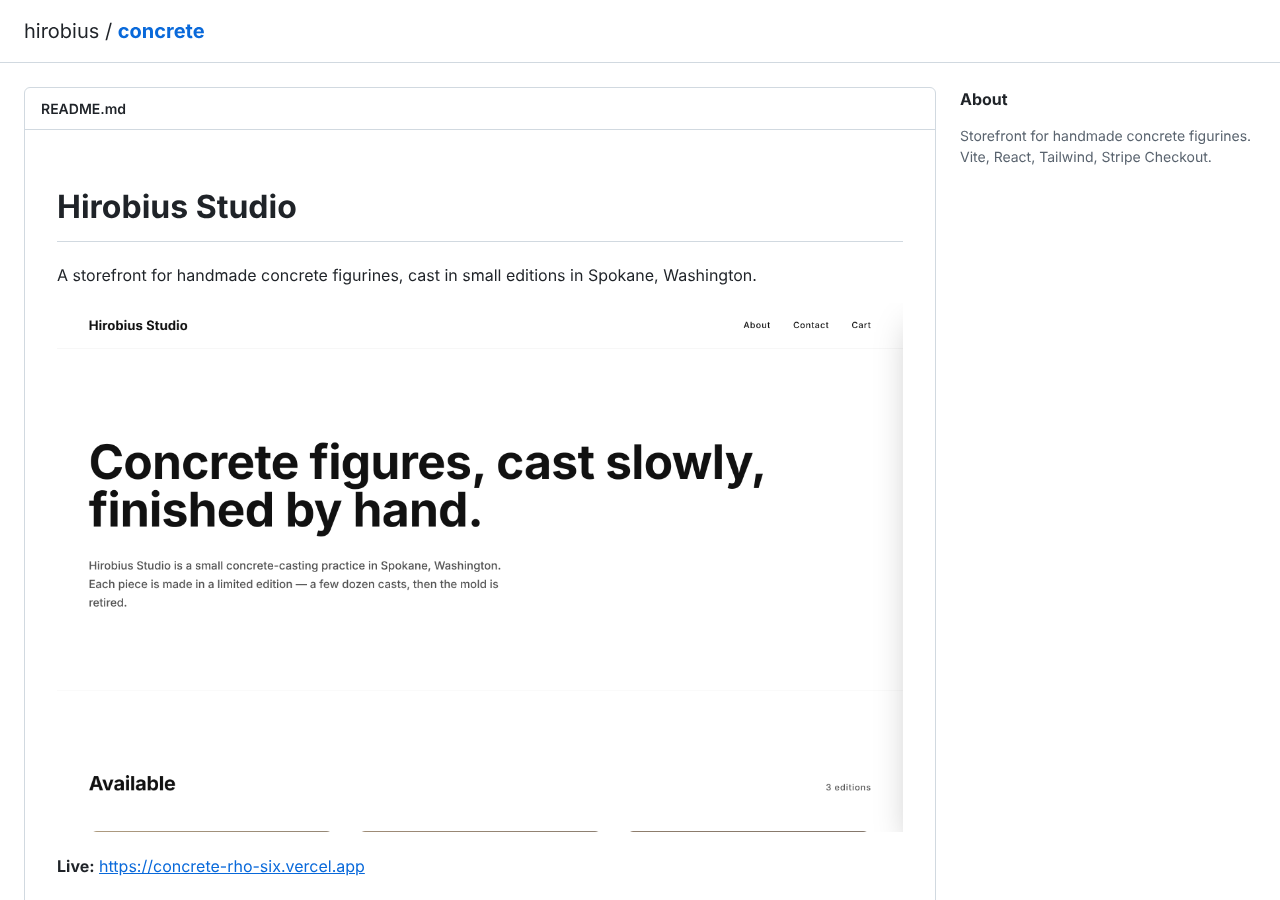 hirobius / concrete
README.md
About
Storefront for handmade concrete figurines.
Vite, React, Tailwind, Stripe Checkout.
Hirobius Studio
A storefront for handmade concrete figurines, cast in small editions in Spokane, Washington.
Hirobius Studio
About Contact Cart
Concrete figures, cast slowly,
finished by hand.
Hirobius Studio is a small concrete-casting practice in Spokane, Washington.
Each piece is made in a limited edition — a few dozen casts, then the mold is
retired.
Available
3 editions
Live: https://concrete-rho-six.vercel.app